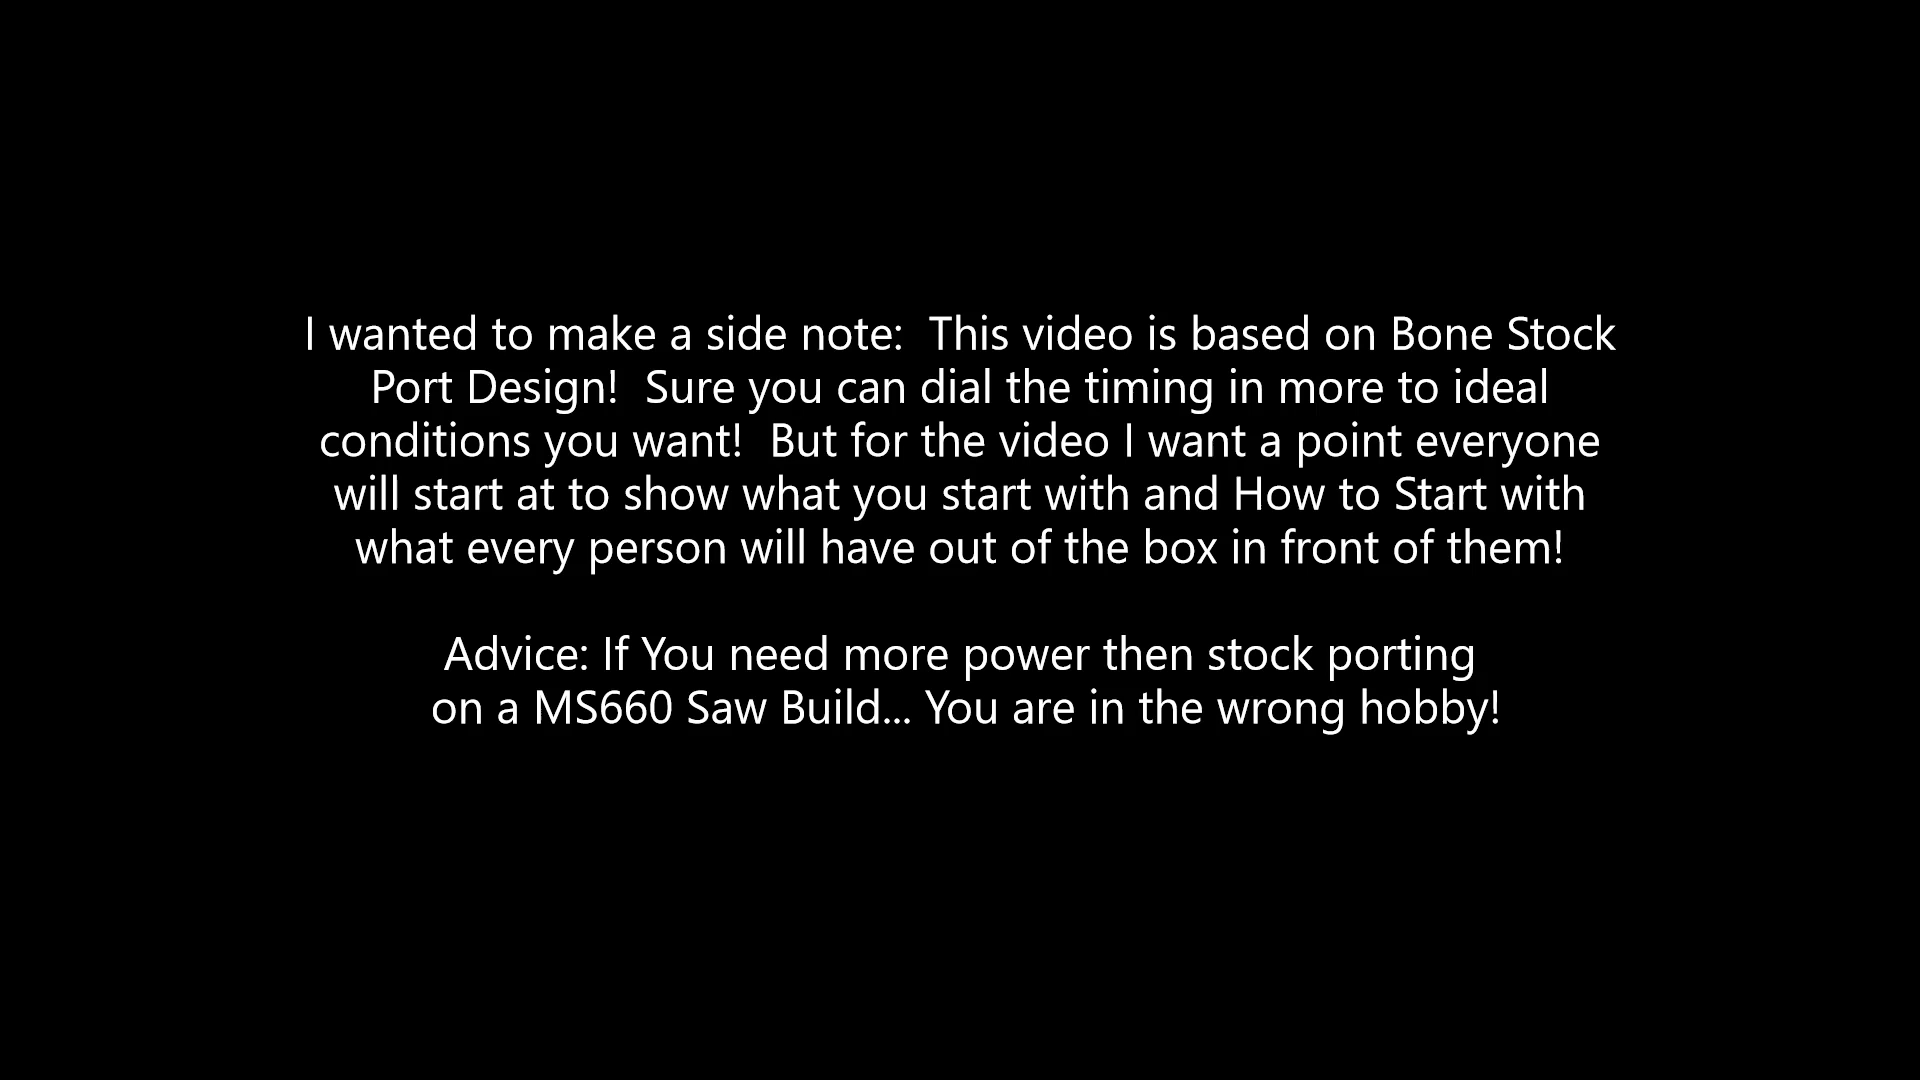 I wanted to make a side note:  This video is based on Bone Stock
Port Design!  Sure you can dial the timing in more to ideal
conditions you want!  But for the video I want a point everyone
will start at to show what you start with and How to Start with
what every person will have out of the box in front of them!
Advice: If You need more power then stock porting
on a MS660 Saw Build... You are in the wrong hobby!